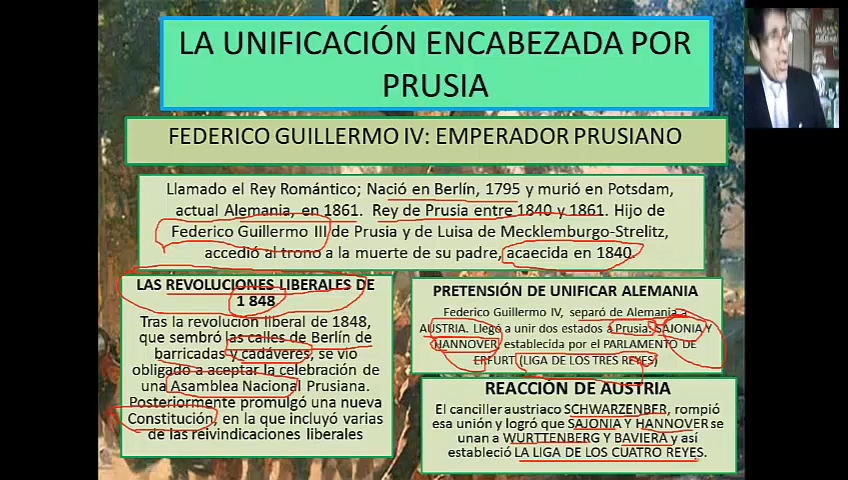 LA UNIFICACIÓN ENCABEZADA POR
PRUSIA
FEDERICO GUILLERMO IV: EMPERADOR PRUSIANO
Llamado el Rey Romántico; Nació en Berlín, 1795 y murió en Potsdam,
actual Alemania, en 1861. Rey de Prusia entre 1840 y 1861. Hijo de
Federico Guillermo III de Prusia y de Luisa de Mecklemburgo-Strelitz,
accedió al trono a la muerte de su padre, acaecida en 1840.
LAS REVOLUCIONES LIBERALES DE
1 848
Tras la revolución liberal de 1848,
que sembró las calles de Berlín de
barricadas y cadáveres, se vio
obligado a aceptar la celebración de
una Asamblea Nacional Prusiana.
Posteriormente promulgó una nueva
Constitución, en la que incluyó varias
de las reivindicaciones liberales
PRETENSIÓN DE UNIFICAR ALEMANIA
Federico Guillermo IV, separó de Alemania a
AUSTRIA. Llegó a unir dos estados a Prusia: SAJONIA Y
HANNOVER, establecida por el PARLAMENTO DE
ERFURT (LIGA DE LOS TRES REYES)
REACCIÓN DE AUSTRIA
El canciller austriaco SCHWARZENBER, rompió
esa unión y logró que SAJONIA Y HANNOVER se
unan a WURTTENBERG Y BAVIERA y así
estableció LA LIGA DE LOS CUATRO REYES.